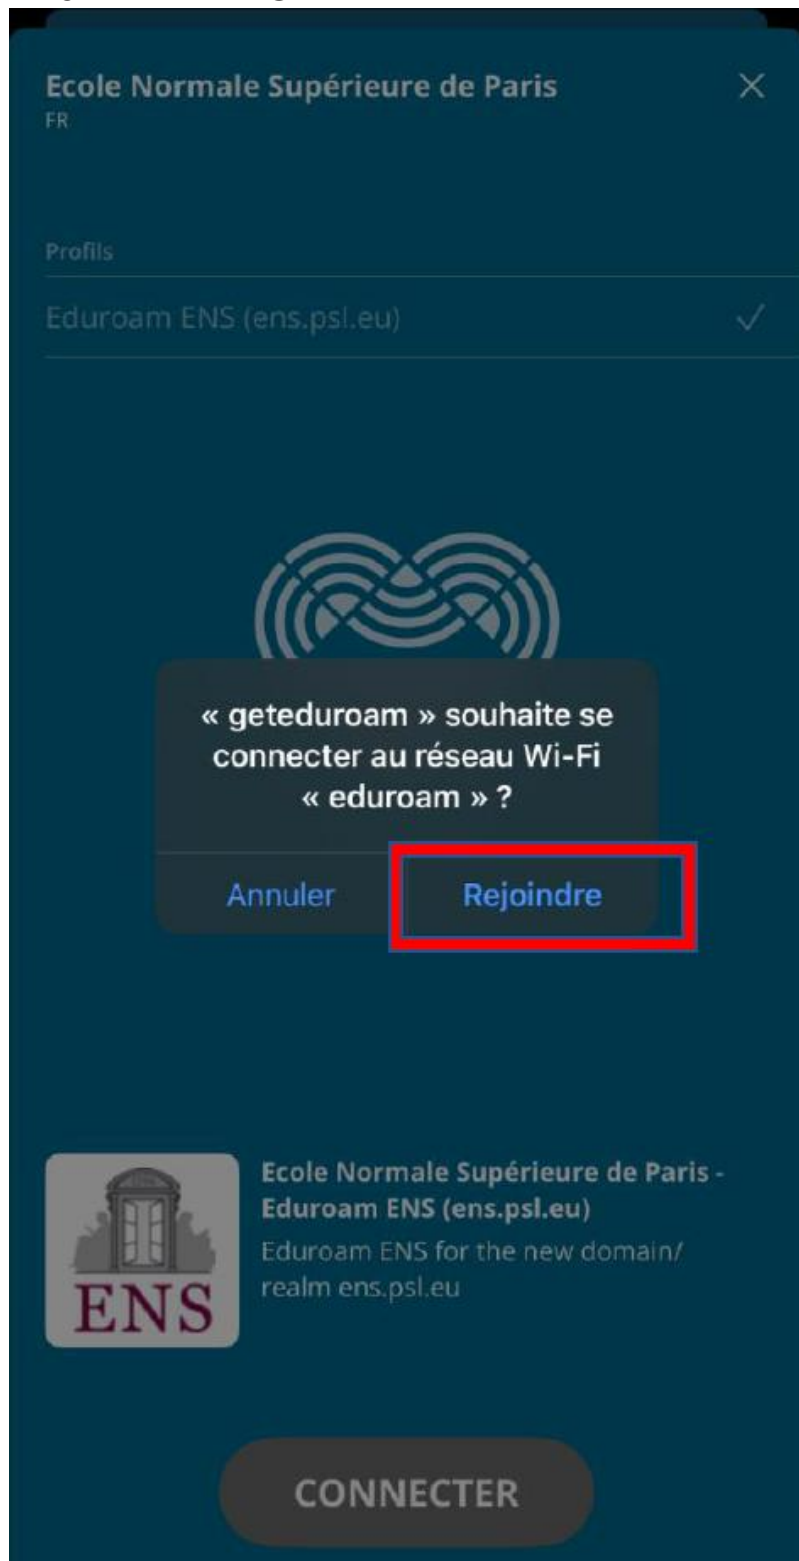 Ecole Normale Supérieure de Paris
FR
Profils
Eduroam ENS (ens.psl.eu)
« geteduroam » souhaite se
connecter au réseau Wi-Fi
« eduroam » ?
Annuler
Rejoindre
Ecole Normale Supérieure de Paris -
Eduroam ENS (ens.psl.eu)
Eduroam ENS for the new domain/
realm ens.psl.eu
ENS
CONNECTER